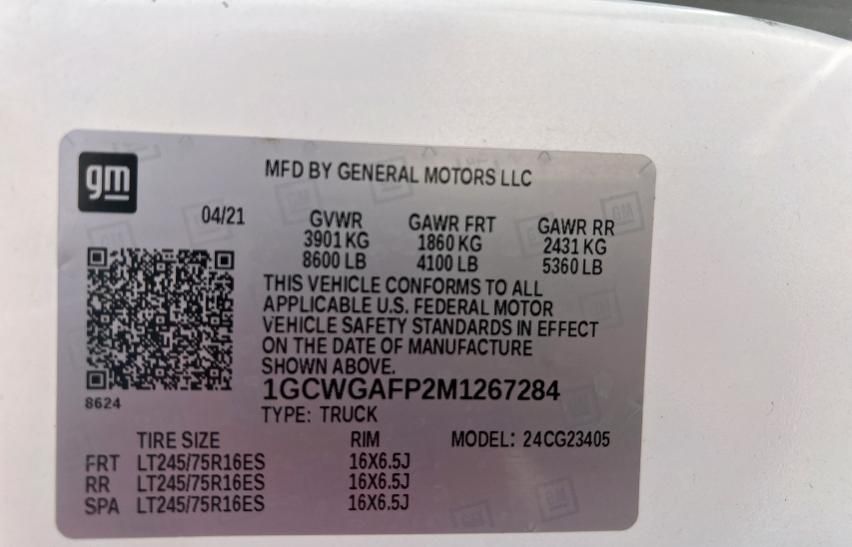 gm
MFD BY GENERAL MOTORS LLC
04/21 GVWR GAWR FRT GAWR RR
3901 KG 1860 KG 2431 KG
8600 LB 4100 LB 5360 LB
THIS VEHICLE CONFORMS TO ALL
APPLICABLE U.S. FEDERAL MOTOR
VEHICLE SAFETY STANDARDS IN EFFECT
ON THE DATE OF MANUFACTURE
SHOWN ABOVE.
1GCWGAFP2M1267284
8624
TYPE: TRUCK
TIRE SIZE RIM MODEL: 24CG23405
FRT LT245/75R16ES 16X6.5J
RR LT245/75R16ES 16X6.5J
SPA LT245/75R16ES 16X6.5J